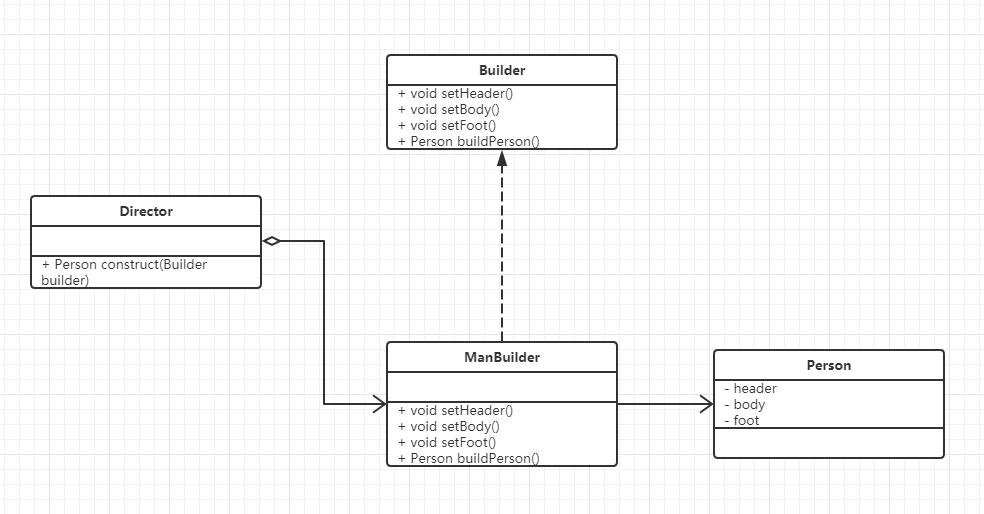 Builder
+ void setHeader()
+ void setBody()
+ void setFoot()
+ Person buildPerson()
Director
+ Person construct(Builder
builder)
ManBuilder
+ void setHeader()
+ void setBody()
+ void setFoot()
+ Person buildPerson()
Person
- header
- body
- foot